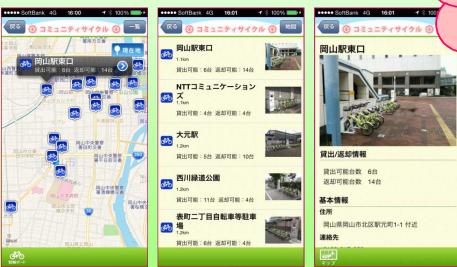 SoftBank 4G 16:00 100%
戻る コミュニティサイクル 一覧
現在地
岡山駅東口
貸出可能：6台 返却可能：14台
SoftBank 4G 16:01 100%
戻る コミュニティサイクル 地図
岡山駅東口
1.1km
貸出可能：6台 返却可能：14台
NTTコミュニケーション
ズ
1.1km
貸出可能：4台 返却可能：4台
大元駅
1.2km
貸出可能：5台 返却可能：10台
西川緑道公園
1.2km
貸出可能：11台 返却可能：4台
表町二丁目自転車等駐車
場
1.2km
貸出可能：6台 返却可能：4台
SoftBank 4G 16:01
戻る コミュニティサイクル
岡山駅東口
貸出/返却情報
貸出可能台数 6台
返却可能台数 14台
基本情報
住所
岡山県岡山市北区駅元町1-1 付近
連絡先
マップ